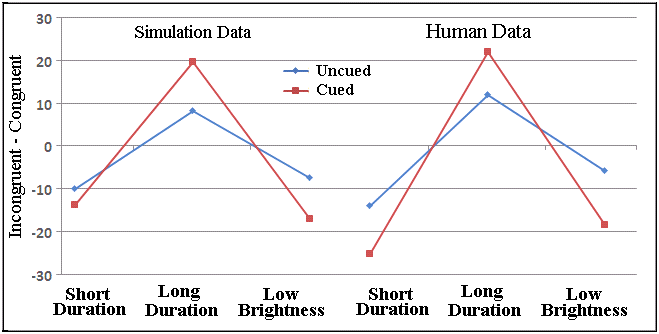 30
20
10
0
-10
-20
-30
Incongruent - Congruent
Simulation Data
Human Data
Uncued
Cued
Short
Duration
Long
Duration
Low
Brightness
Short
Duration
Long
Duration
Low
Brightness